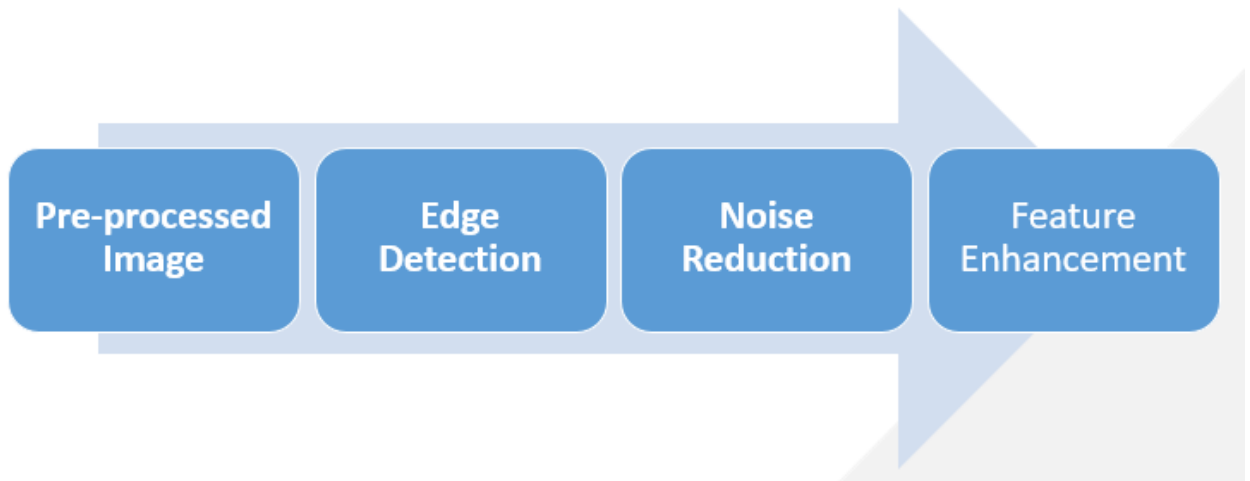 Pre-processed
Image
Edge
Detection
Noise
Reduction
Feature
Enhancement